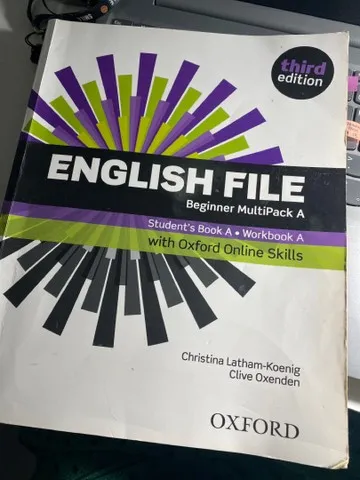 third
edition
ENGLISH FILE
Beginner MultiPack A
Student's Book A • Workbook A
with Oxford Online Skills
Christina Latham-Koenig
Clive Oxenden
OXFORD